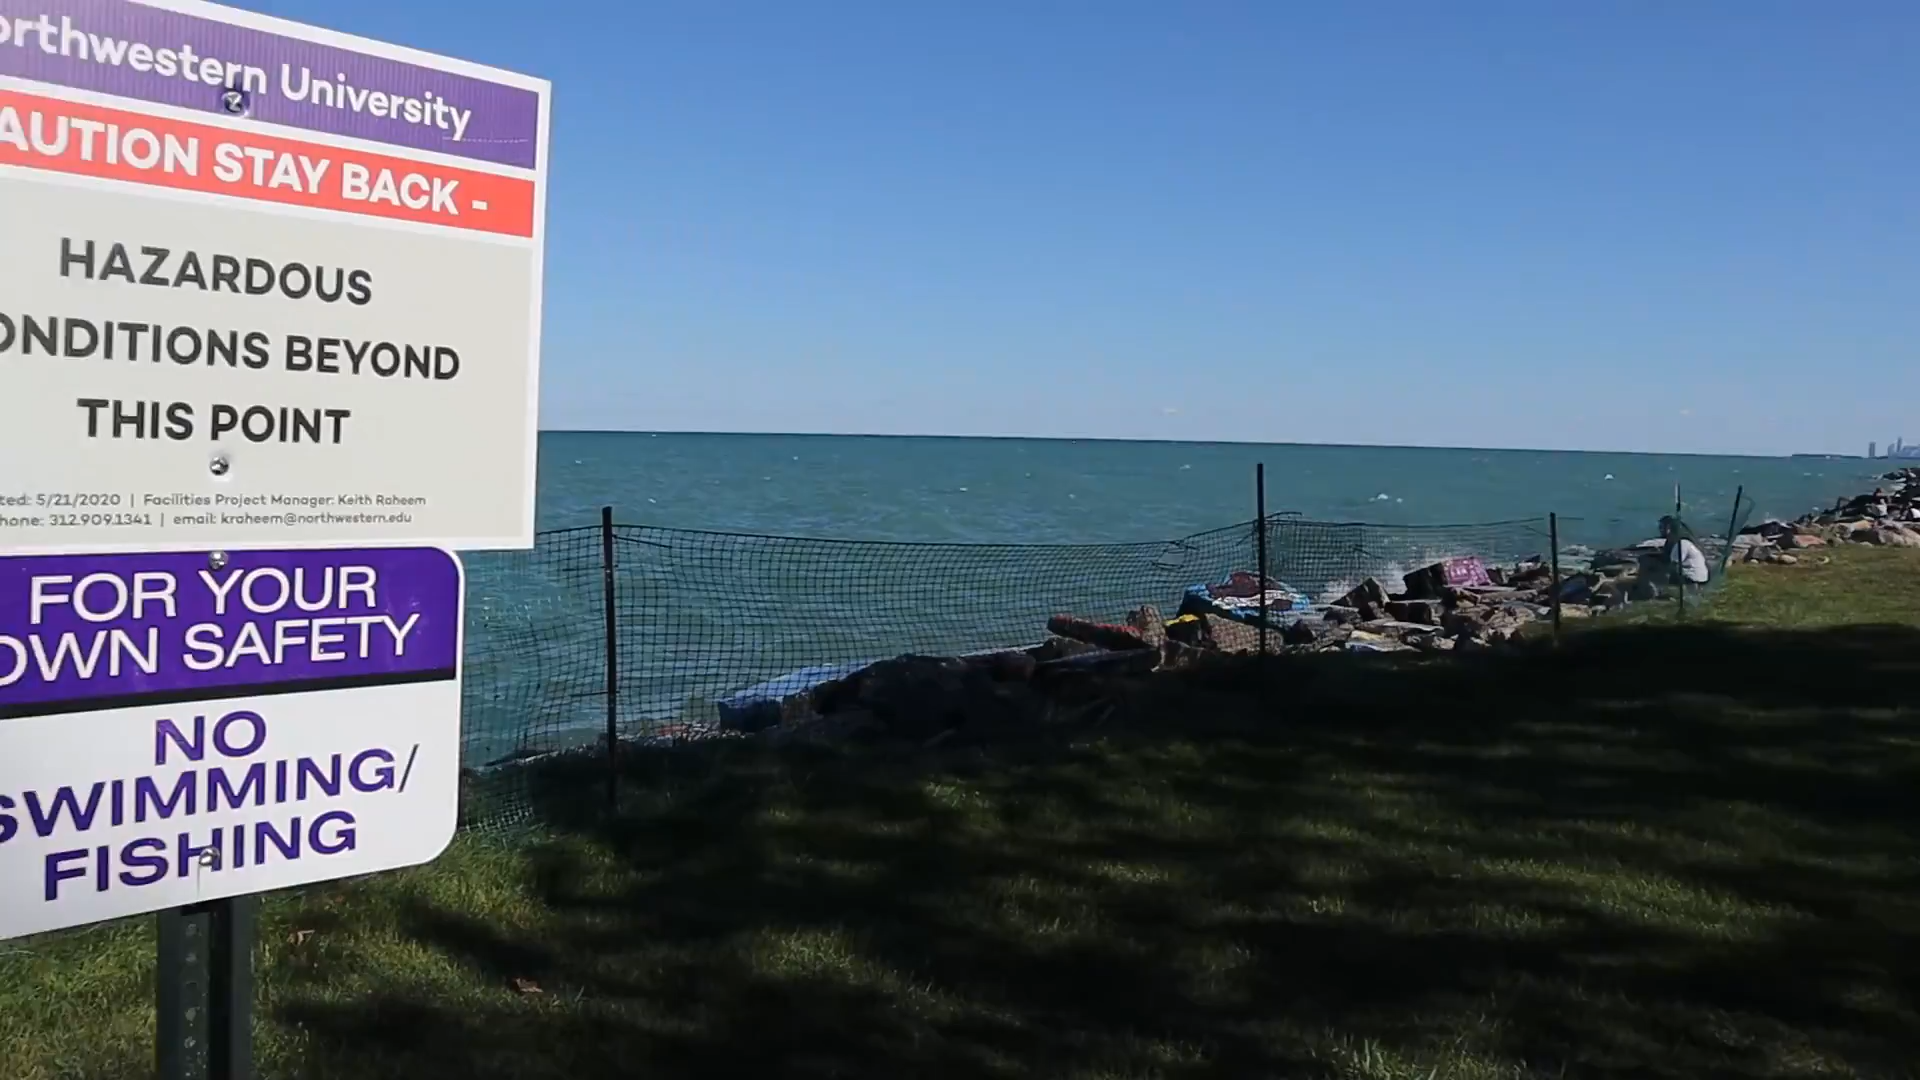 orthwestern University
AUTION STAY BACK -
HAZARDOUS
ONDITIONS BEYOND
THIS POINT
ted: 5/21/2020 | Facilities Project Manager: Keith Raheem
hone: 312.909.1341 | email: kraheem@northwestern.edu
FOR YOUR
OWN SAFETY
NO
SWIMMING/
FISHING